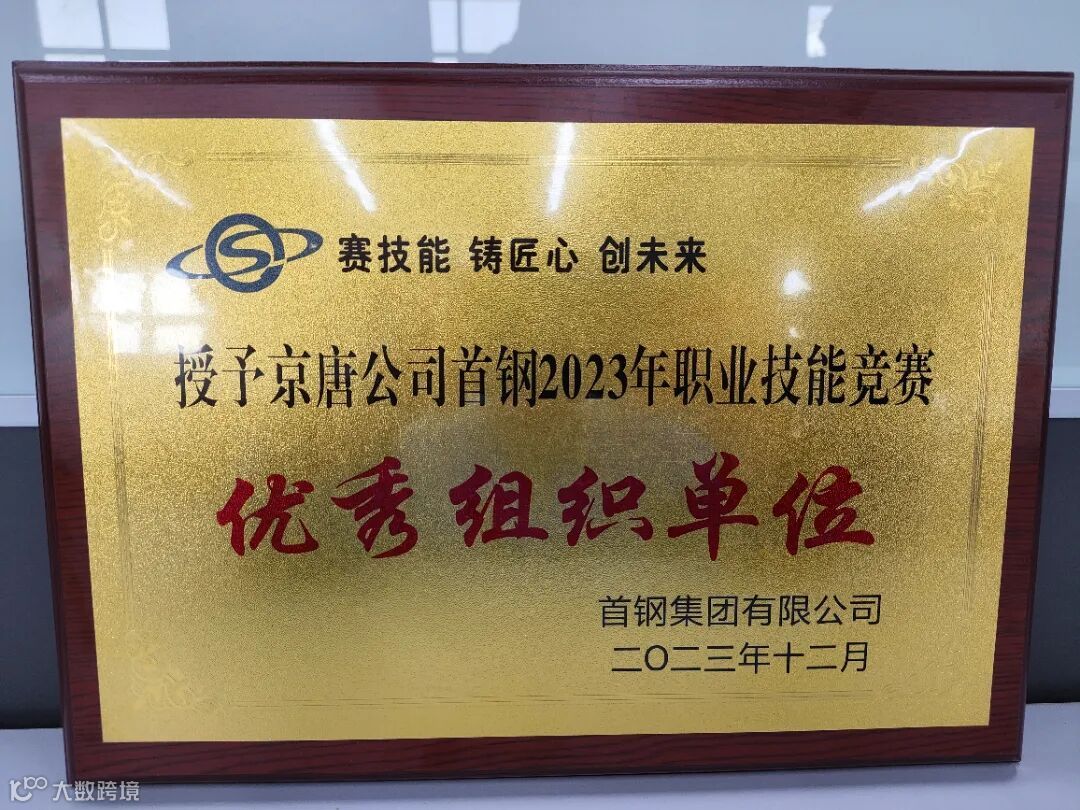 赛技能 铸匠心 创未来
授予京唐公司首钢2023年职业技能竞赛
优秀组织单位
首钢集团有限公司
二〇二三年十二月
大数跨境